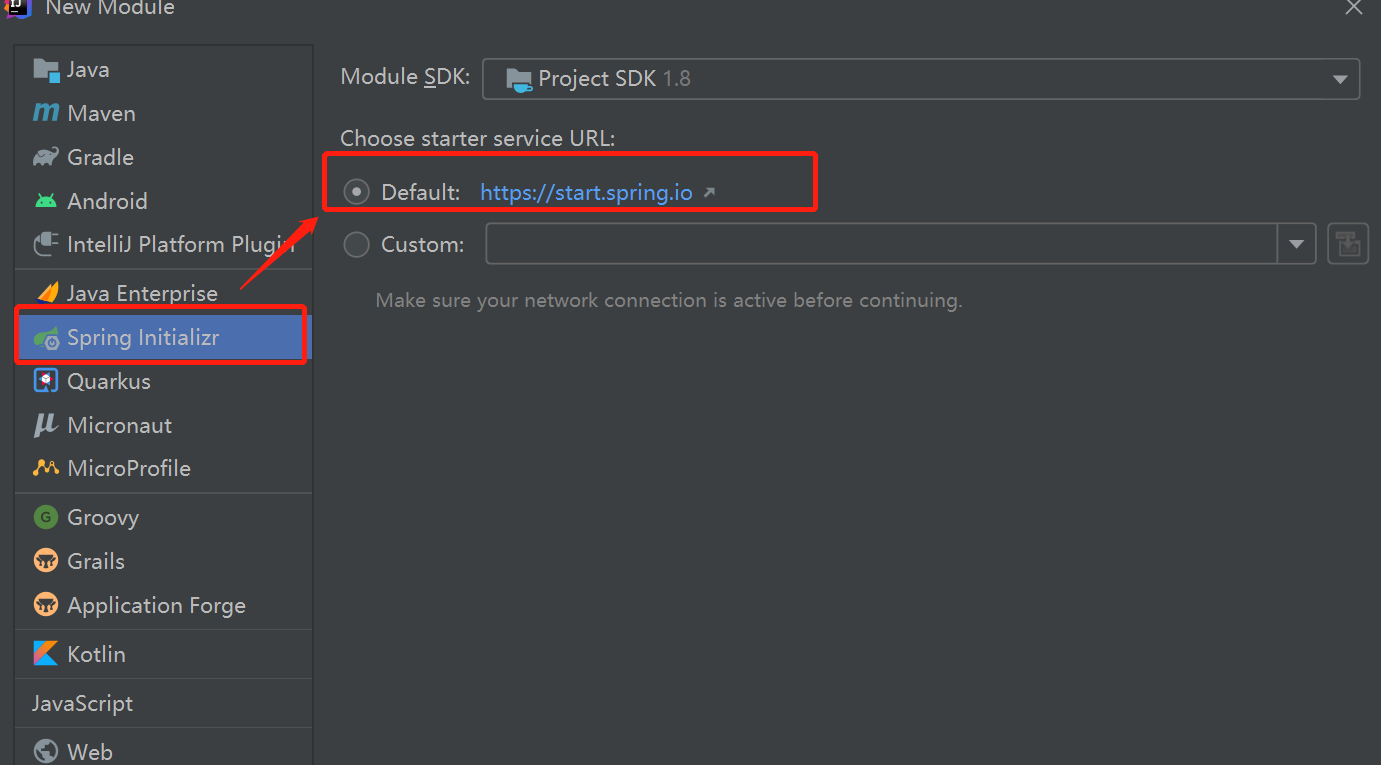 New Module
Java
Maven
Gradle
Android
IntelliJ Platform Plugin
Java Enterprise
Spring Initializr
Quarkus
Micronaut
MicroProfile
Groovy
Grails
Application Forge
Kotlin
JavaScript
Web
Module SDK: Project SDK 1.8
Choose starter service URL:
Default: https://start.spring.io
Custom:
Make sure your network connection is active before continuing.